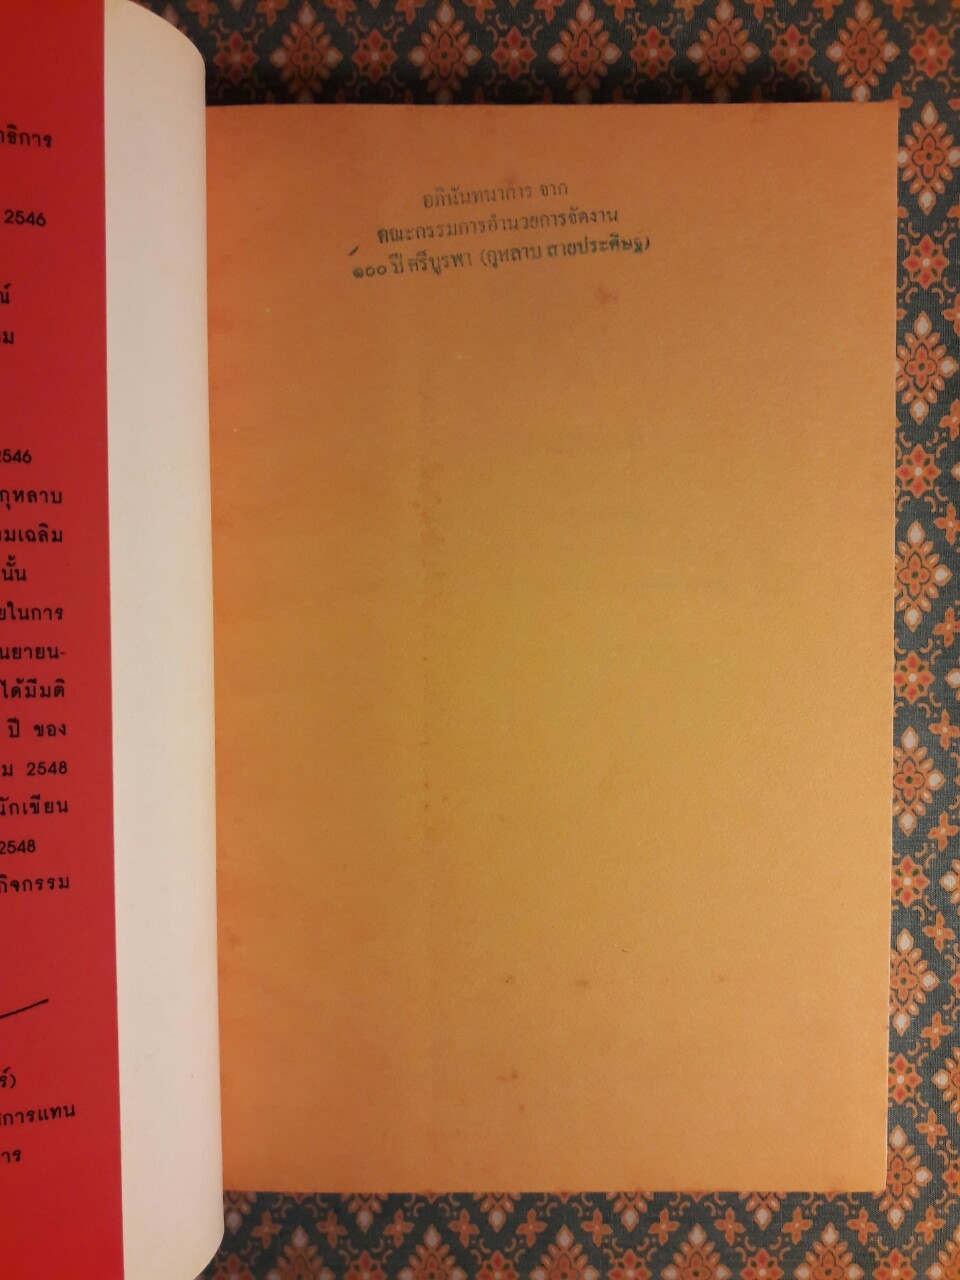 าธิการ
2546
ณ์
ม
2546
กุหลาบ
มเฉลิม
นั้น
ยในการ
นยายน-
ได้มีมติ
ปี ของ
ม 2548
นักเขียน
2548
กิจกรรม
ร์)
การแทน
าร
อภินันทนาการ จาก
คณะกรรมการอำนวยการจัดงาน
๑๐๐ ปี ศรีบูรพา (กุหลาบ สายประดิษฐ์)